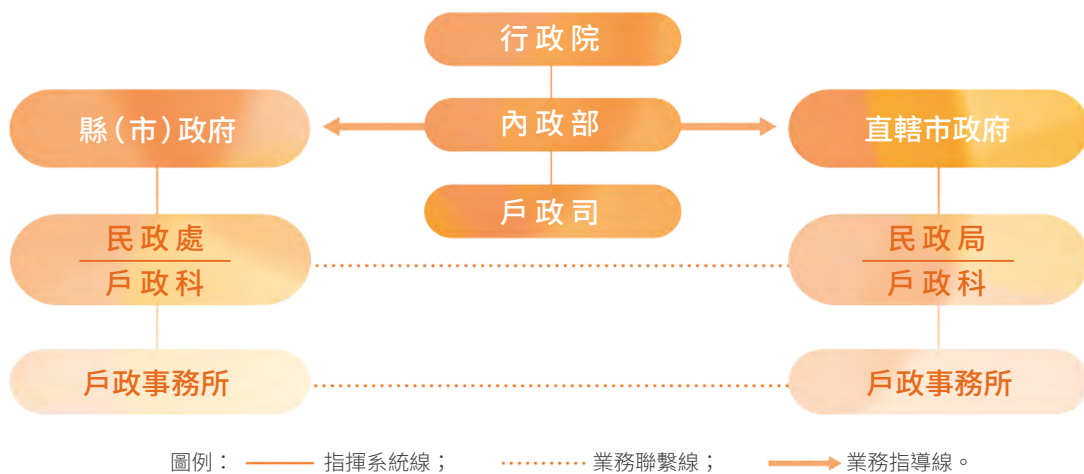 行政院
縣（市）政府
內政部
直轄市政府
戶政司
民政處
戶政科
民政局
戶政科
戶政事務所
戶政事務所
圖例： 指揮系統線； 業務聯繫線； 業務指導線。